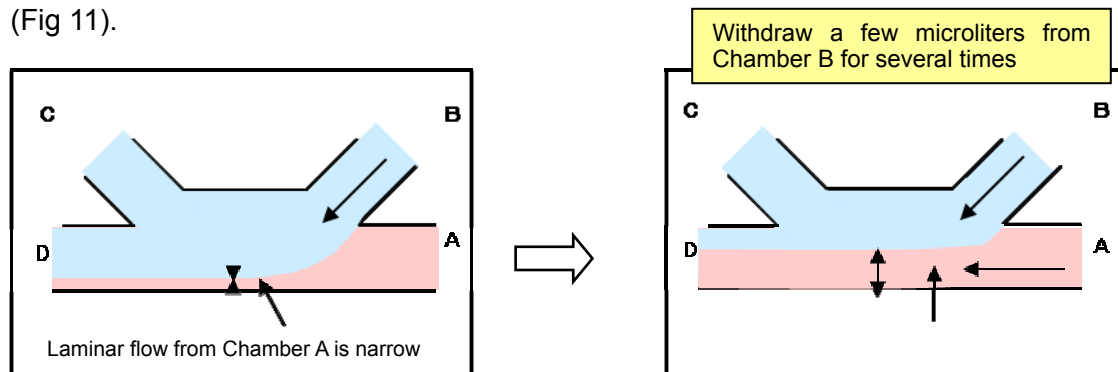 (Fig 11).
Withdraw a few microliters from
Chamber B for several times
C
B
D
A
Laminar flow from Chamber A is narrow
C
B
D
A